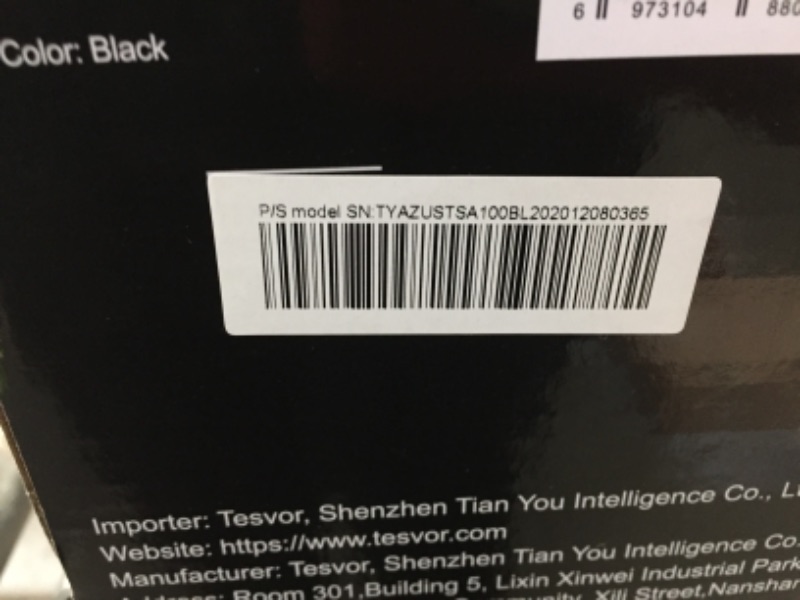 6 973104 880
Color: Black
P/S model SN:TYAZUSTSA100BL202012080365
Importer: Tesvor, Shenzhen Tian You Intelligence Co.,
Website: https://www.tesvor.com
Manufacturer: Tesvor, Shenzhen Tian You Intelligence Co.
Address: Room 301,Building 5, Lixin Xinwei Industrial Park
Community, Xili Street,Nanshan